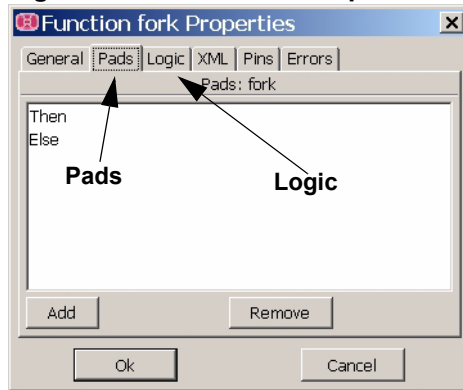 Function fork Properties
General Pads Logic XML Pins Errors
Pads: fork
Then
Else
Pads
Logic
Add Remove
Ok Cancel